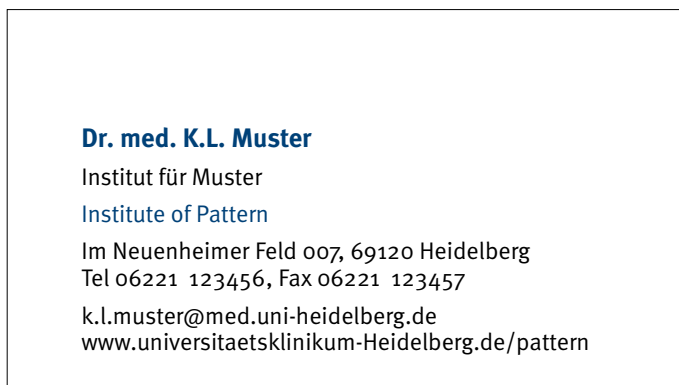 Dr. med. K.L. Muster
Institut für Muster
Institute of Pattern
Im Neuenheimer Feld 007, 69120 Heidelberg
Tel 06221 123456, Fax 06221 123457
k.l.muster@med.uni-heidelberg.de
www.universitaetsklinikum-Heidelberg.de/pattern